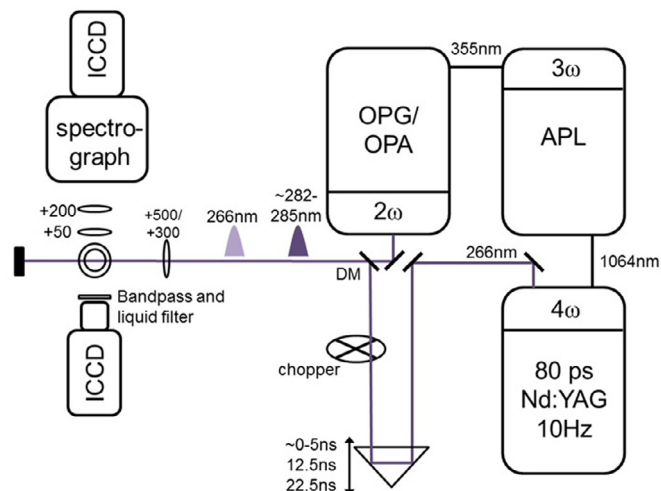 ICCD
spectro-
graph
+200
+50
+500/
+300
266nm
~282-
285nm
OPG/
OPA
2ω
355nm
3ω
APL
1064nm
266nm
DM
4ω
80 ps
Nd:YAG
10Hz
Bandpass and
liquid filter
ICCD
chopper
~0-5ns
12.5ns
22.5ns